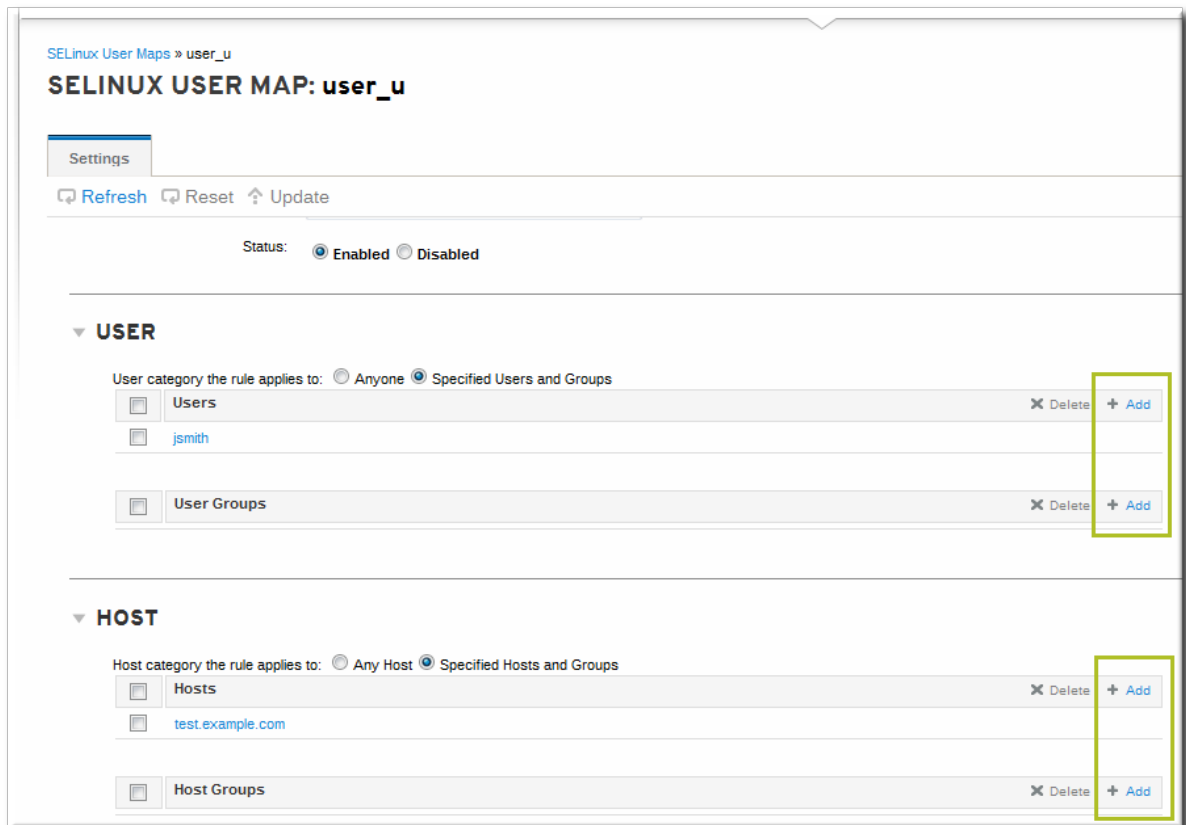 SELinux User Maps » user_u
SELINUX USER MAP: user_u
Settings
Refresh Reset Update
Status: Enabled Disabled
USER
User category the rule applies to: Anyone Specified Users and Groups
Users Delete + Add
jsmith
User Groups Delete + Add
HOST
Host category the rule applies to: Any Host Specified Hosts and Groups
Hosts Delete + Add
test.example.com
Host Groups Delete + Add